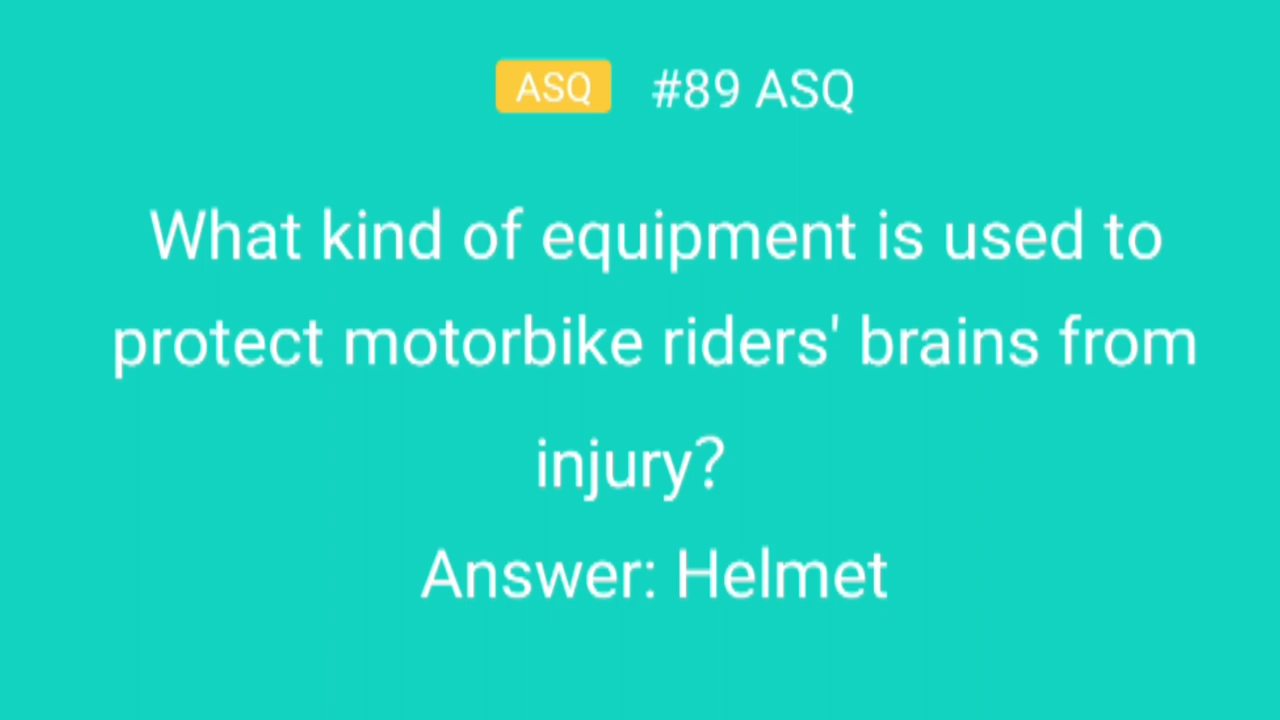 ASQ #89 ASQ
What kind of equipment is used to
protect motorbike riders' brains from
injury?
Answer: Helmet